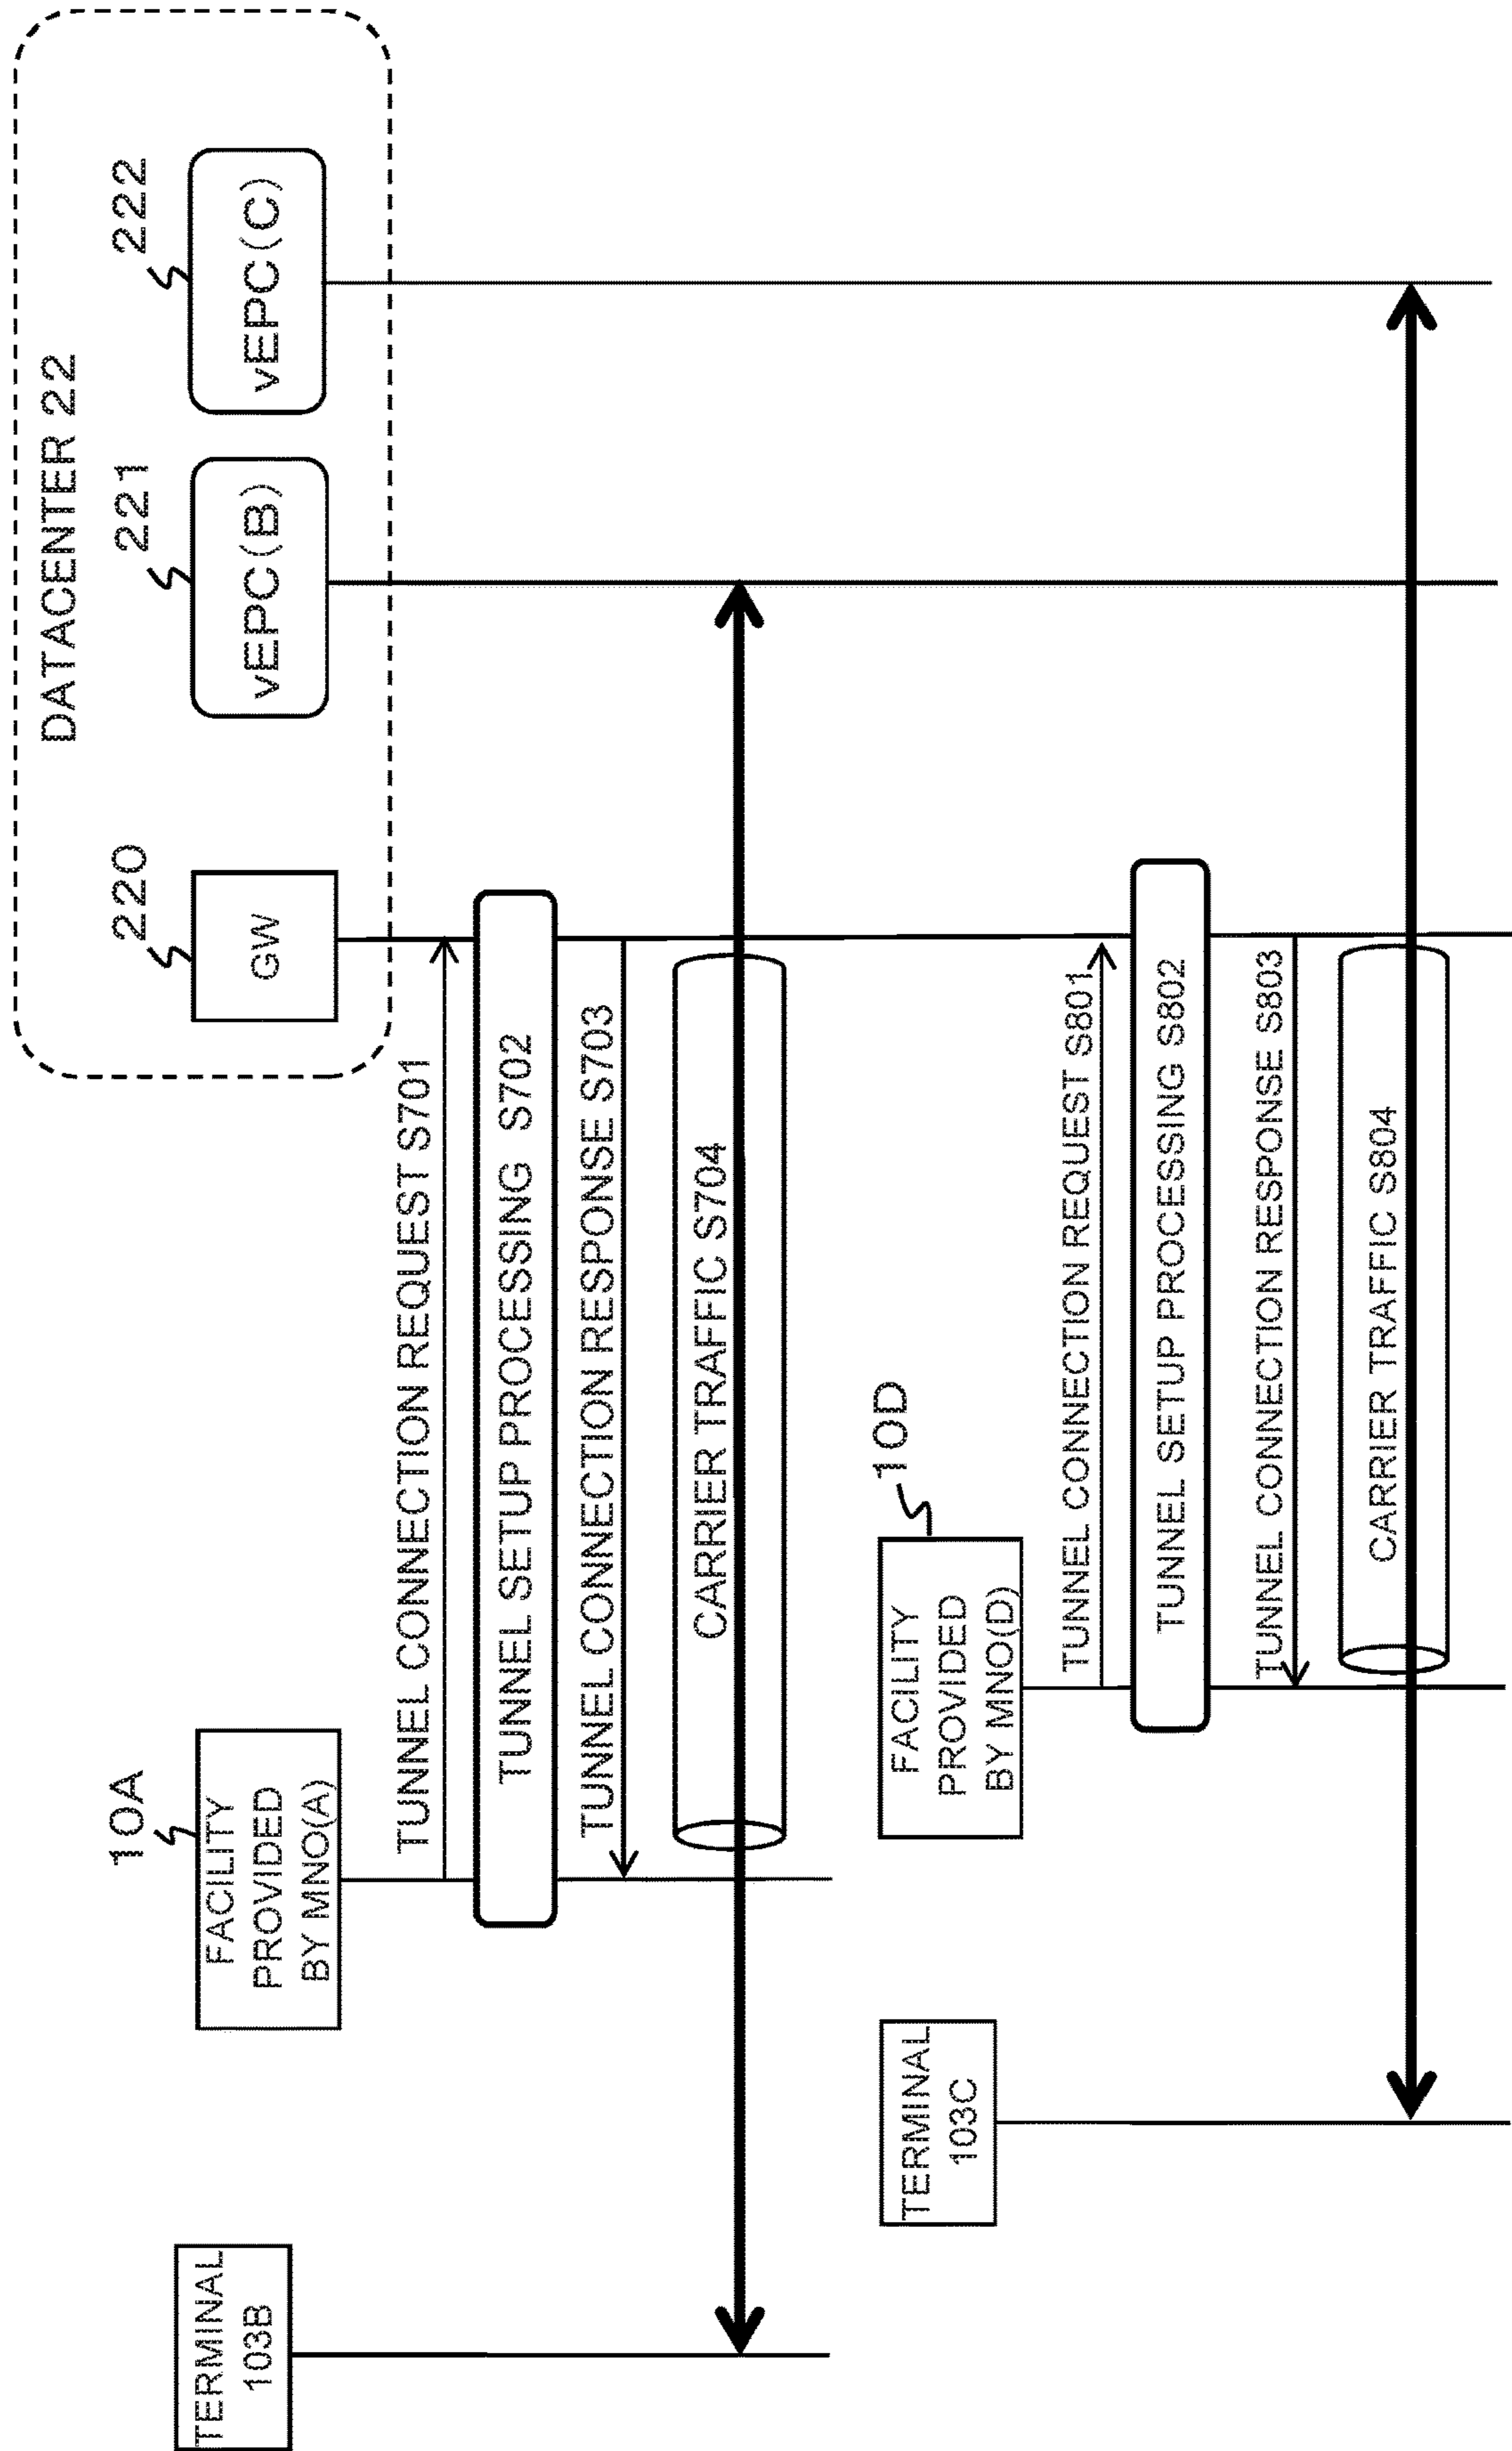 DATACENTER 22
220
221
222
GW
vEPC(B)
vEPC(C)
10A
FACILITY
PROVIDED
BY MNO(A)
TERMINAL
103B
TUNNEL CONNECTION REQUEST S701
TUNNEL SETUP PROCESSING S702
TUNNEL CONNECTION RESPONSE S703
CARRIER TRAFFIC S704
10D
FACILITY
PROVIDED
BY MNO(D)
TERMINAL
103C
TUNNEL CONNECTION REQUEST S801
TUNNEL SETUP PROCESSING S802
TUNNEL CONNECTION RESPONSE S803
CARRIER TRAFFIC S804